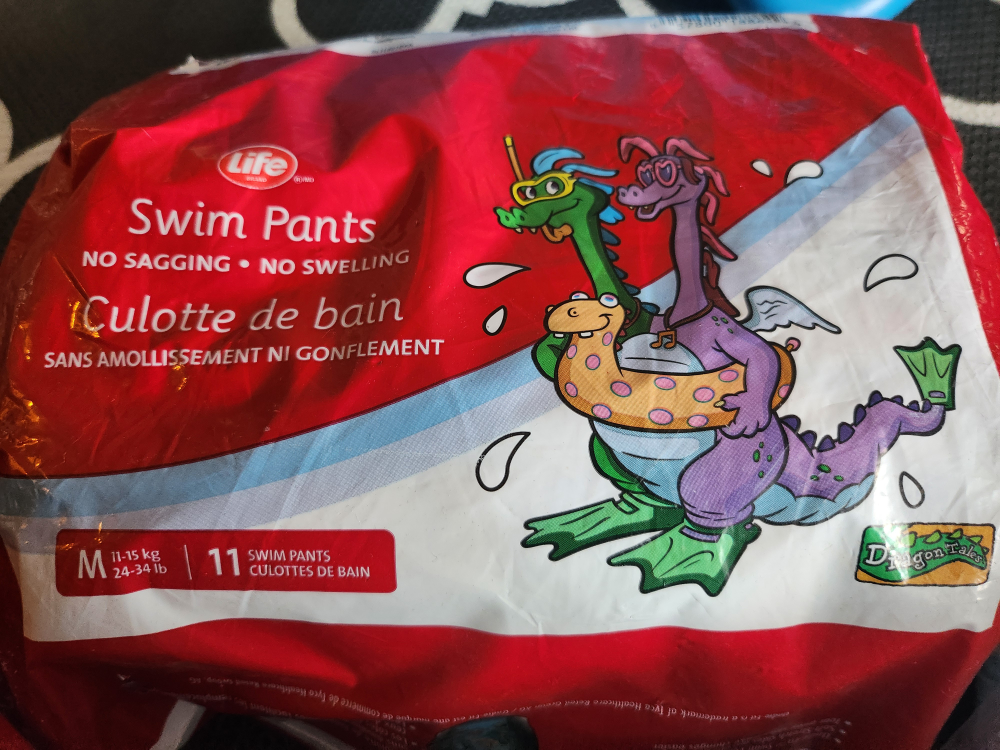 Life
Swim Pants
NO SAGGING • NO SWELLING
Culotte de bain
SANS AMOLLISSEMENT NI GONFLEMENT
M 11-15 kg
24-34 lb
11 SWIM PANTS
CULOTTES DE BAIN
Dragon Tales